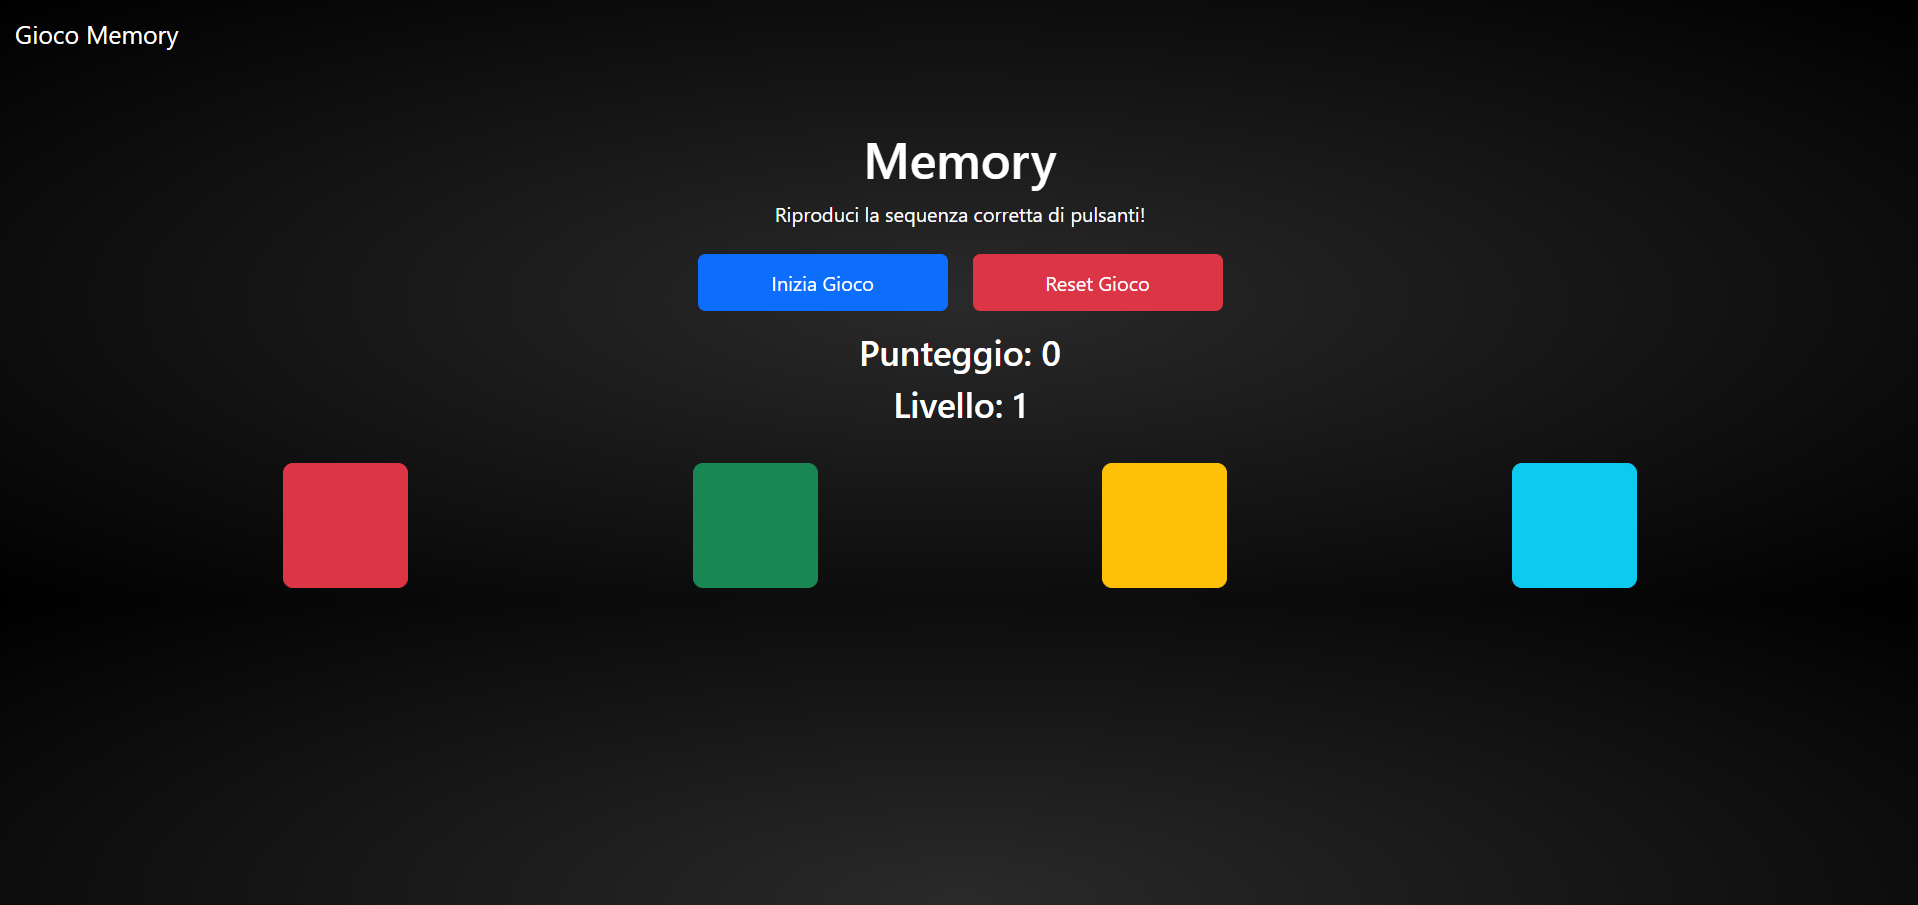 Gioco Memory
Memory
Riproduci la sequenza corretta di pulsanti!
Inizia Gioco
Reset Gioco
Punteggio: 0
Livello: 1